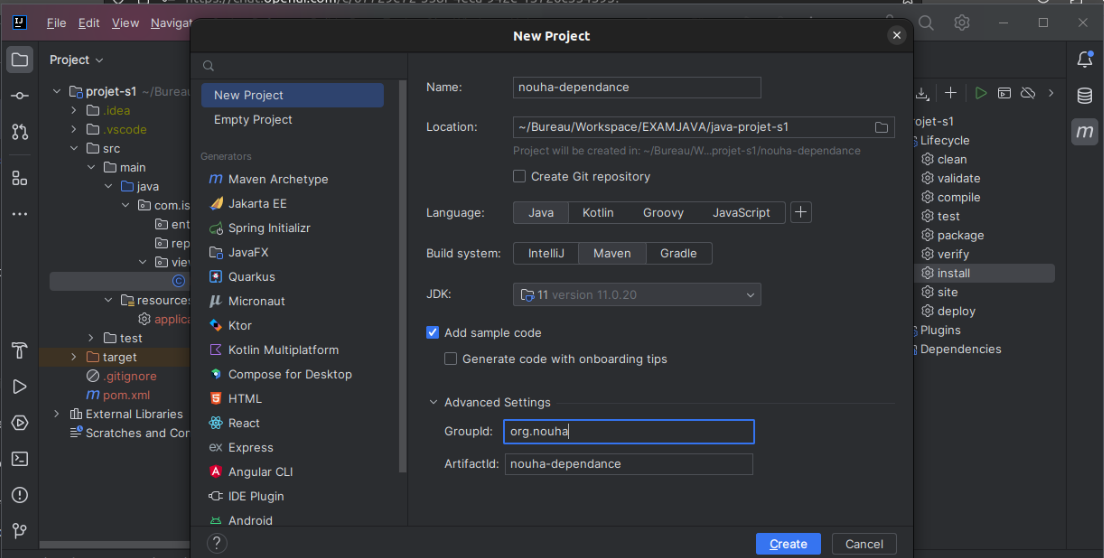 File Edit View Navigat
New Project
Project
projet-s1 ~/Bureau
.idea
.vscode
src
main
java
com.is
ent
rep
view
resources
applica
test
target
.gitignore
pom.xml
External Libraries
Scratches and Con
New Project
Empty Project
Generators
Maven Archetype
Jakarta EE
Spring Initializr
JavaFX
Quarkus
Micronaut
Ktor
Kotlin Multiplatform
Compose for Desktop
HTML
React
Express
Angular CLI
IDE Plugin
Android
Name: nouha-dependance
Location: ~/Bureau/Workspace/EXAMJAVA/java-projet-s1
Project will be created in: ~/Bureau/W...projet-s1/nouha-dependance
Create Git repository
Language: Java Kotlin Groovy JavaScript
Build system: IntelliJ Maven Gradle
JDK: 11 version 11.0.20
Add sample code
Generate code with onboarding tips
Advanced Settings
GroupId: org.nouha
ArtifactId: nouha-dependance
? Create Cancel
ojet-s1
Lifecycle
clean
validate
compile
test
package
verify
install
site
deploy
Plugins
Dependencies